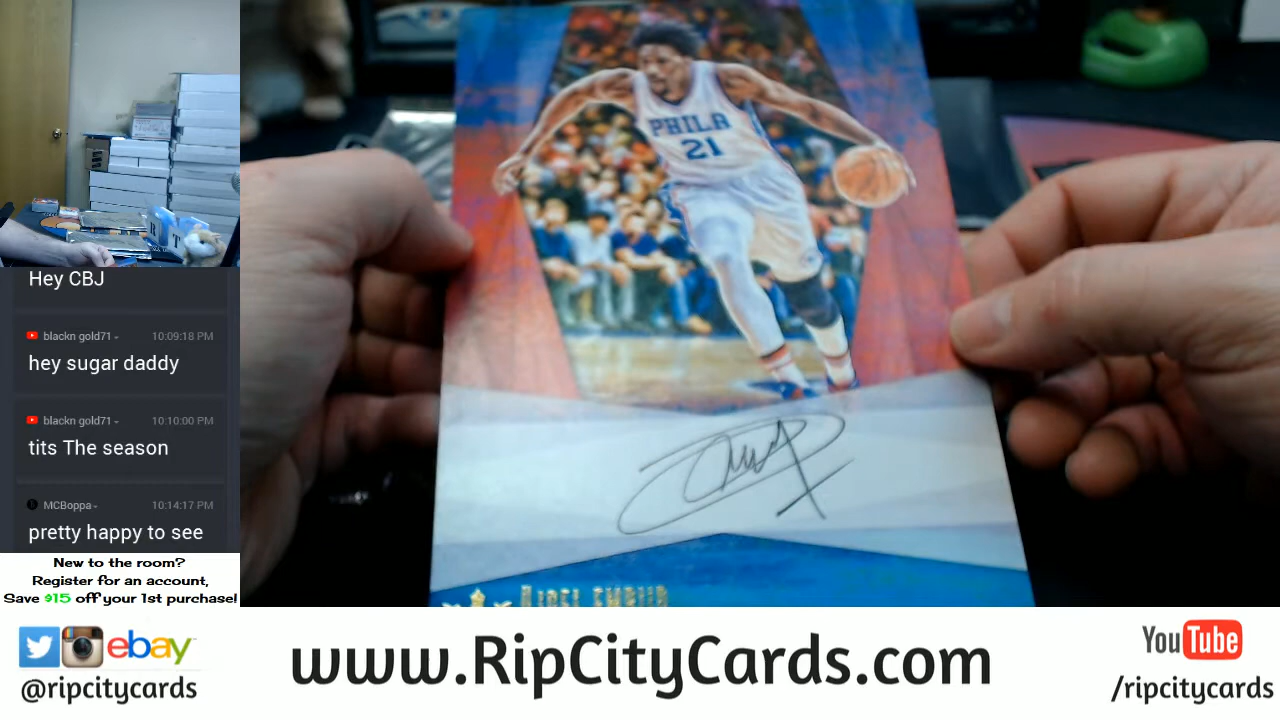 Hey CBJ
blackn gold71
10:09:18 PM
hey sugar daddy
blackn gold71
10:10:00 PM
tits The season
MCBoppa
10:14:17 PM
pretty happy to see
New to the room?
Register for an account,
Save $15 off your 1st purchase!
PHILA
21
ebay
@ripcitycards
www.RipCityCards.com
YouTube
/ripcitycards